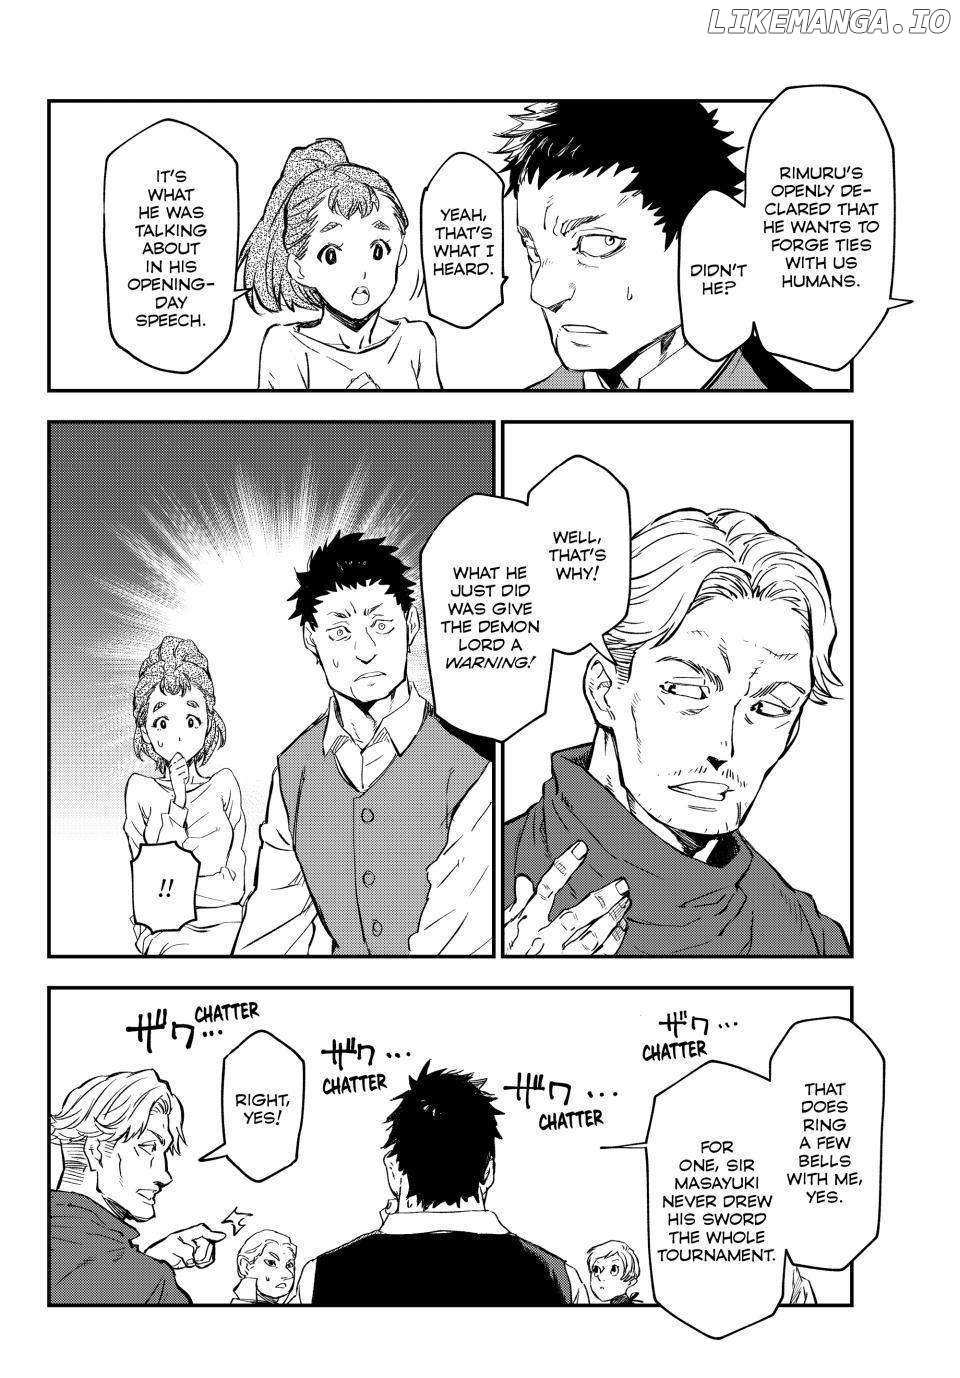 LIKEMANGA.IO
RIMURU'S
OPENLY DE-
CLARED THAT
HE WANTS TO
FORGE TIES
WITH US
HUMANS.
DIDN'T
HE?
YEAH,
THAT'S
WHAT I
HEARD.
IT'S
WHAT
HE WAS
TALKING
ABOUT
IN HIS
OPENING-
DAY
SPEECH.
WELL,
THAT'S
WHY!
WHAT HE
JUST DID
WAS GIVE
THE DEMON
LORD A
WARNING!
!!
THAT
DOES
RING
A FEW
BELLS
WITH ME,
YES.
FOR
ONE, SIR
MASAYUKI
NEVER DREW
HIS SWORD
THE WHOLE
TOURNAMENT.
ザワ…
CHATTER
ザワ…
CHATTER
ザワ…
CHATTER
ザワ…
CHATTER
RIGHT,
YES!